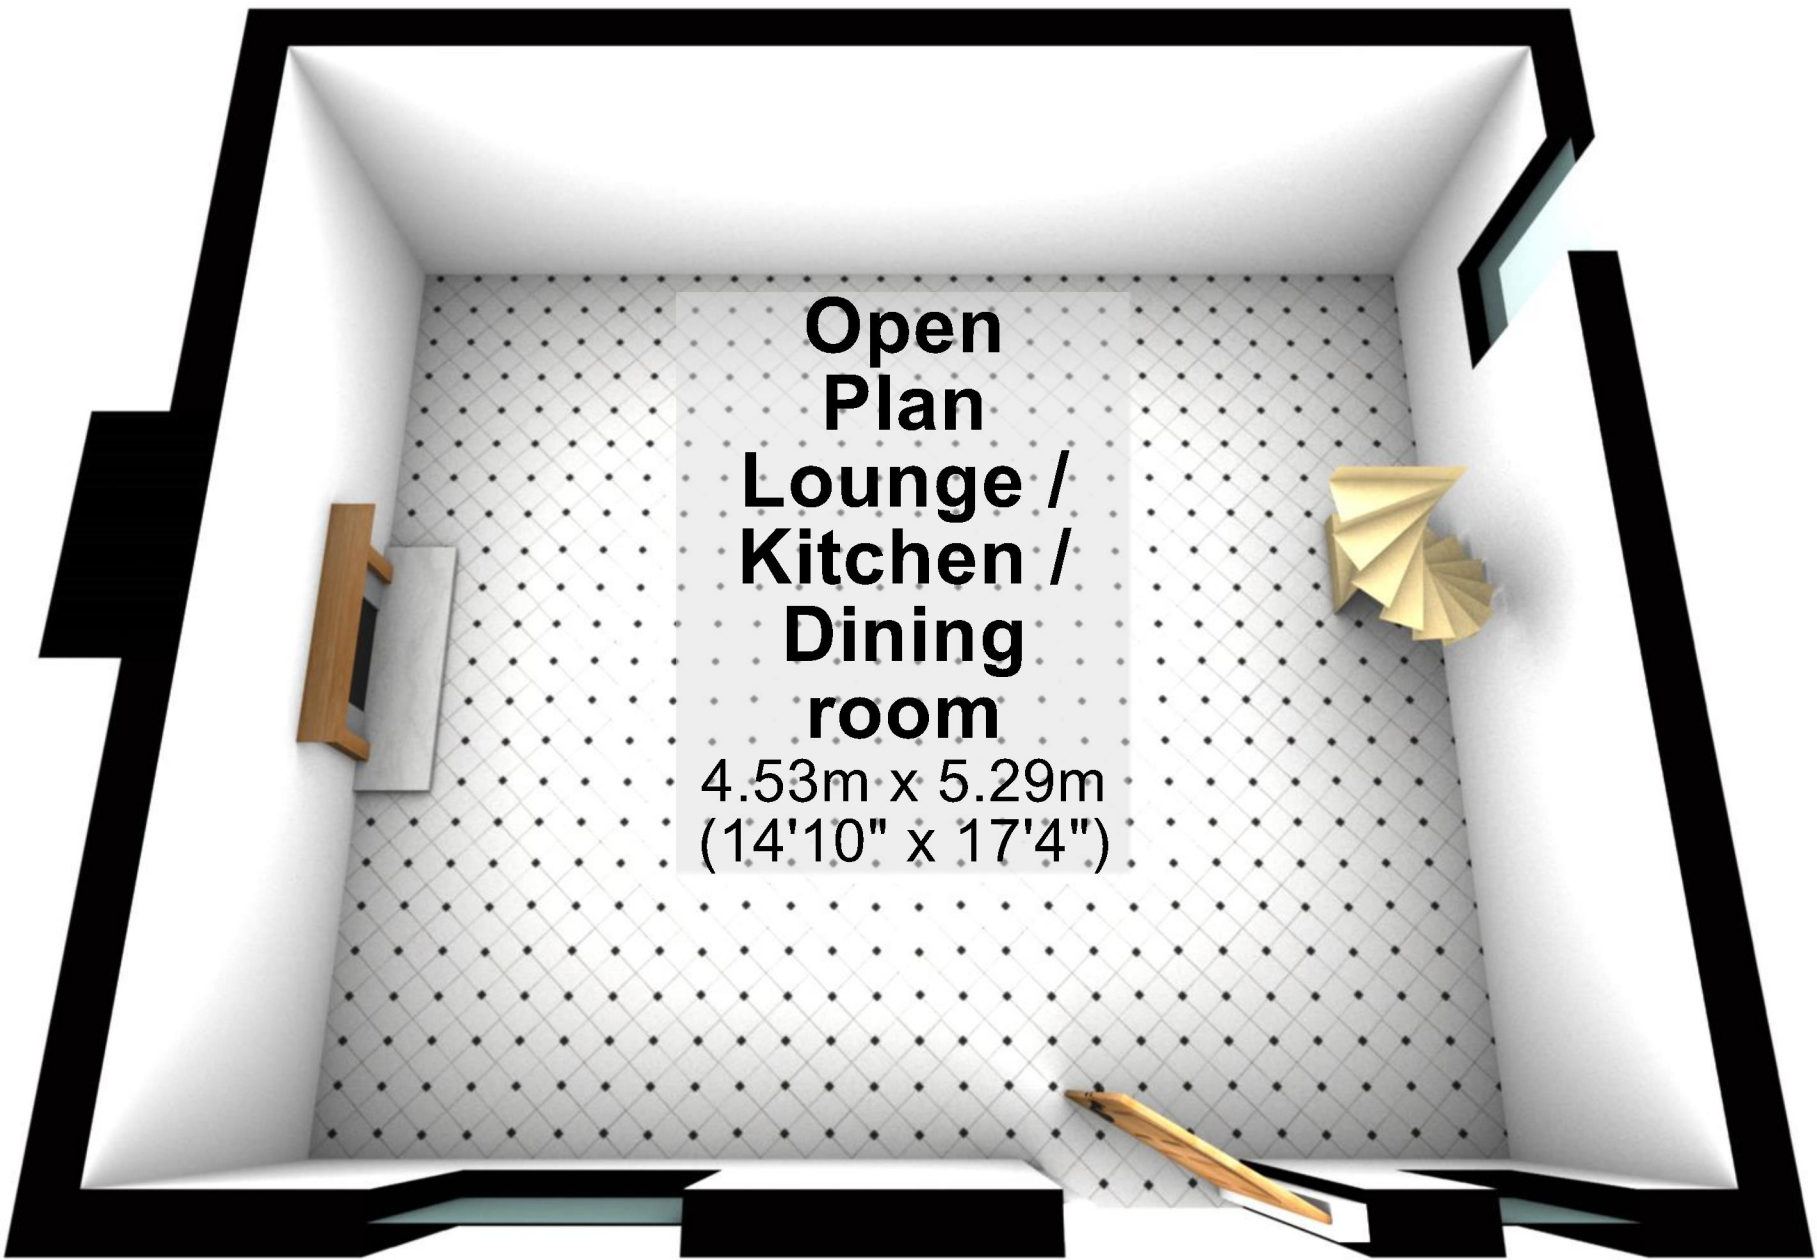 Open
Plan
Lounge /
Kitchen /
Dining
room
4.53m x 5.29m
(14'10" x 17'4")